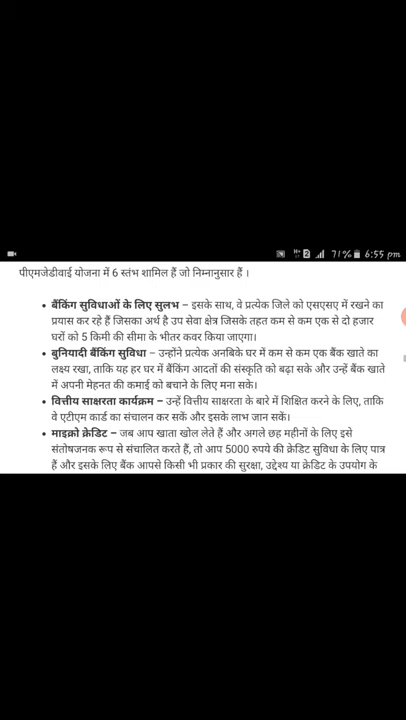 71% 6:55 pm
पीएमजेडीवाई योजना में 6 स्तंभ शामिल हैं जो निम्नानुसार हैं ।
• बैंकिंग सुविधाओं के लिए सुलभ – इसके साथ, वे प्रत्येक जिले को एसएसए में रखने का
प्रयास कर रहे हैं जिसका अर्थ है उप सेवा क्षेत्र जिसके तहत कम से कम एक से दो हजार
घरों को 5 किमी की सीमा के भीतर कवर किया जाएगा।
• बुनियादी बैंकिंग सुविधा – उन्होंने प्रत्येक अनबिके घर में कम से कम एक बैंक खाते का
लक्ष्य रखा, ताकि यह हर घर में बैंकिंग आदतों की संस्कृति को बढ़ा सके और उन्हें बैंक खाते
में अपनी मेहनत की कमाई को बचाने के लिए मना सके।
• वित्तीय साक्षरता कार्यक्रम – उन्हें वित्तीय साक्षरता के बारे में शिक्षित करने के लिए, ताकि
वे एटीएम कार्ड का संचालन कर सकें और इसके लाभ जान सकें।
• माइक्रो क्रेडिट – जब आप खाता खोल लेते हैं और अगले छह महीनों के लिए इसे
संतोषजनक रूप से संचालित करते हैं, तो आप 5000 रुपये की क्रेडिट सुविधा के लिए पात्र
हैं और इसके लिए बैंक आपसे किसी भी प्रकार की सुरक्षा, उद्देश्य या क्रेडिट के उपयोग के